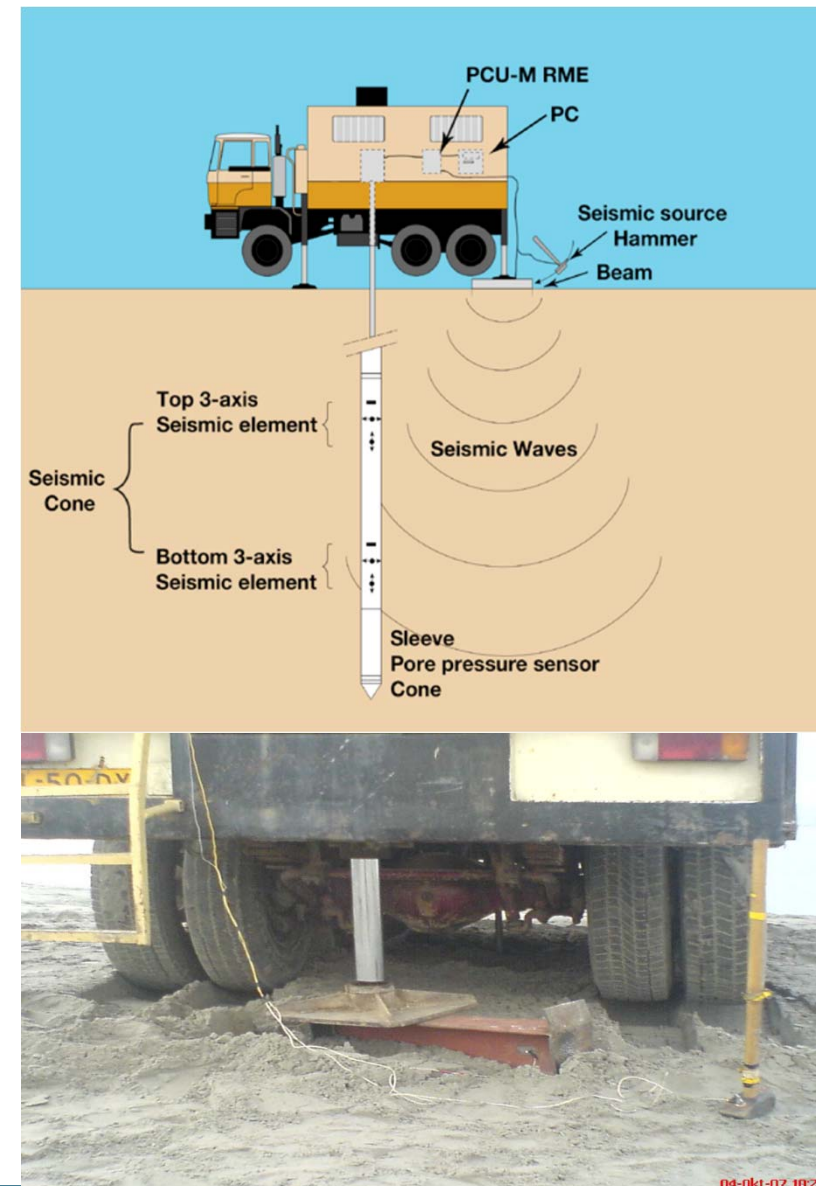 PCU-M RME
PC
Seismic source
Hammer
Beam
Top 3-axis
Seismic element
Seismic Waves
Seismic
Cone
Bottom 3-axis
Seismic element
Sleeve
Pore pressure sensor
Cone